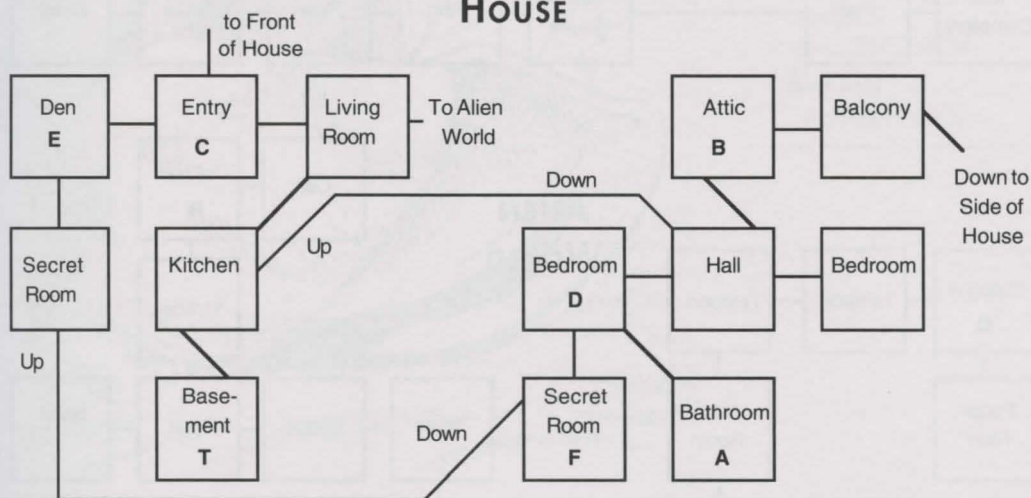 HOUSE
to Front
of House
Den
E
Entry
C
Living
Room
To Alien
World
Attic
B
Balcony
Down to
Side of
House
Down
Up
Secret
Room
Kitchen
Bedroom
D
Hall
Bedroom
Up
Base-
ment
T
Down
Secret
Room
F
Bathroom
A